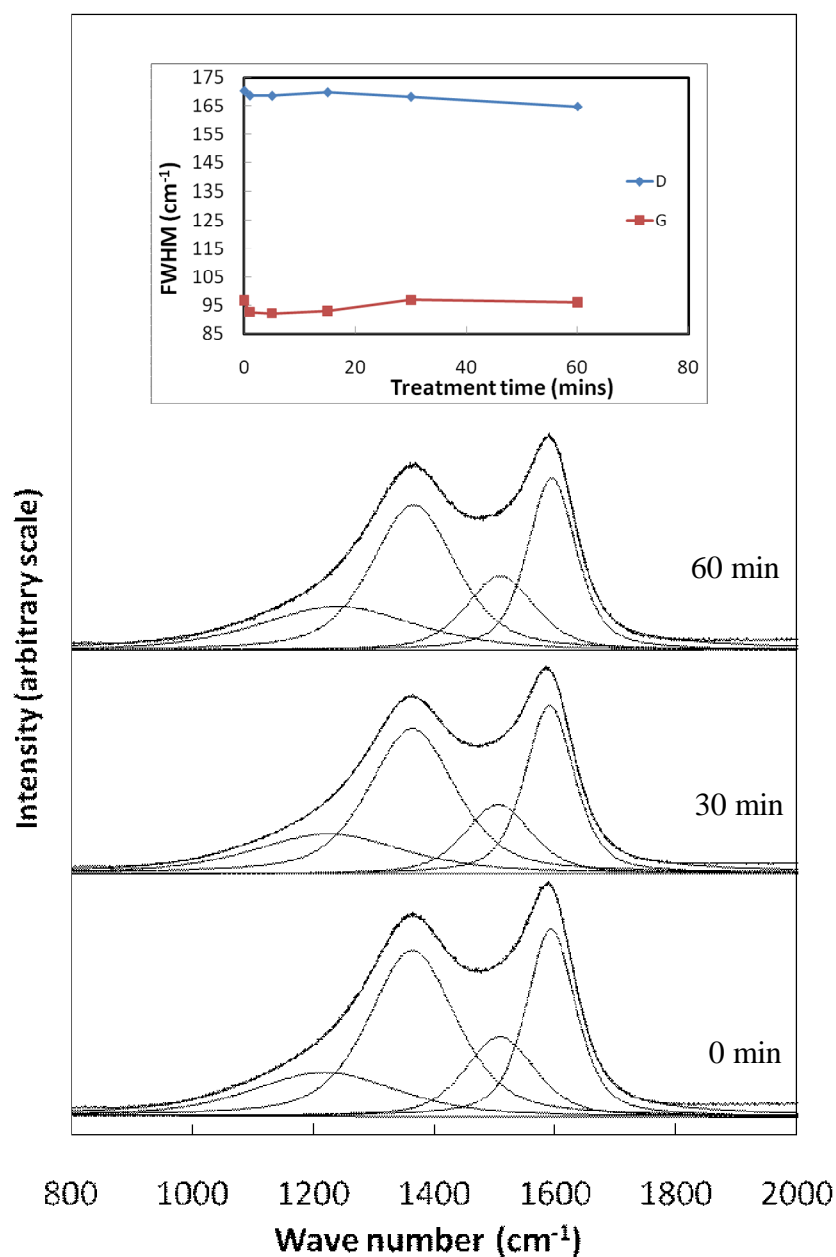 175
165
155
145
135
125
115
105
95
85
FWHM (cm-1)
D
G
0 20 40 60 80
Treatment time (mins)
Intensity (arbitrary scale)
60 min
30 min
0 min
800 1000 1200 1400 1600 1800 2000
Wave number (cm-1)